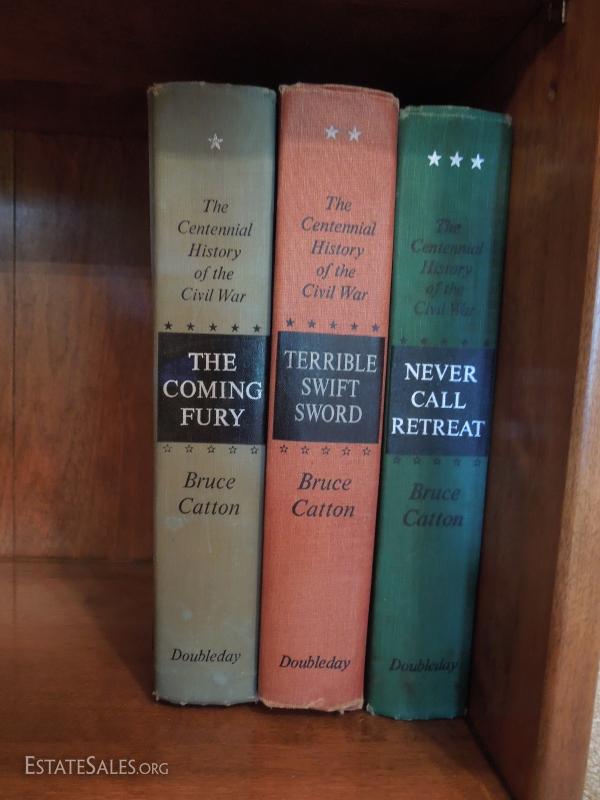 The
Centennial
History
of the
Civil War
THE
COMING
FURY
Bruce
Catton
Doubleday
The
Centennial
History
of the
Civil War
TERRIBLE
SWIFT
SWORD
Bruce
Catton
Doubleday
The
Centennial
History
of the
Civil War
NEVER
CALL
RETREAT
Bruce
Catton
Doubleday
ESTATESALES.ORG